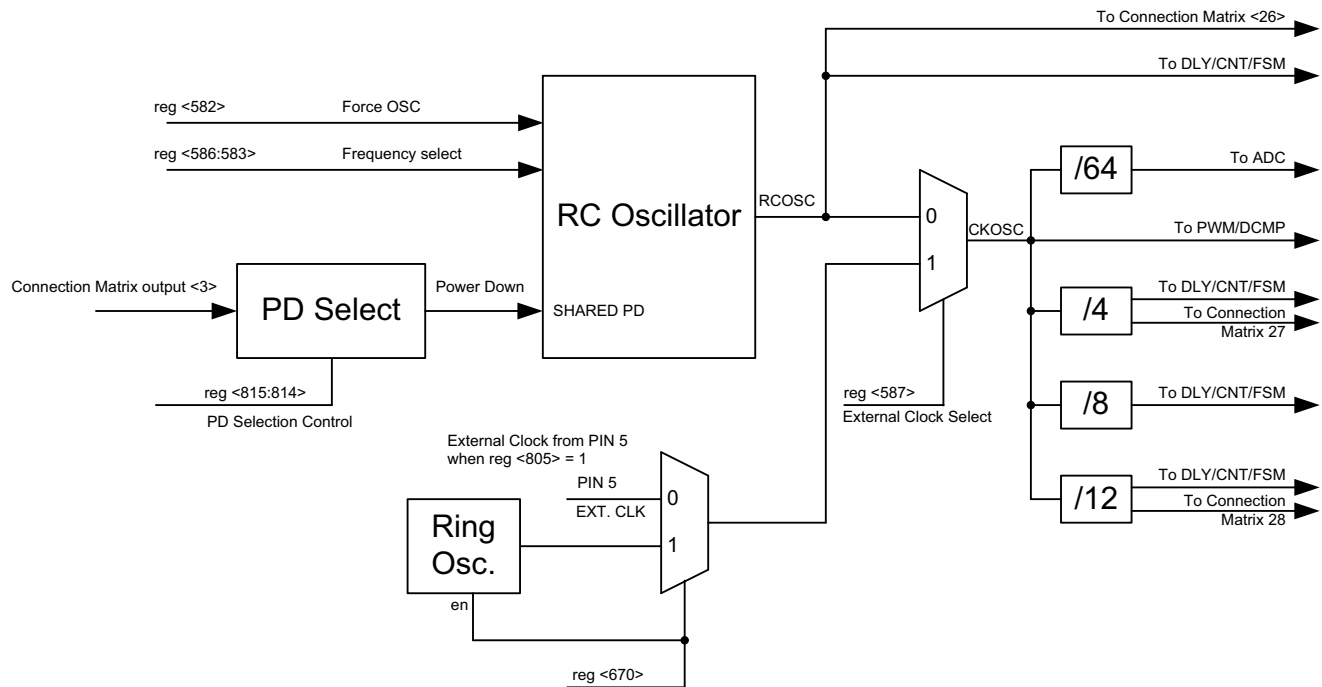 To Connection Matrix <26>
To DLY/CNT/FSM
reg <582> Force OSC
reg <586:583> Frequency select
RC Oscillator
RCOSC
SHARED PD
Connection Matrix output <3>
PD Select
Power Down
reg <815:814>
PD Selection Control
0
1
CKOSC
reg <587>
External Clock Select
/64
To ADC
To PWM/DCMP
/4
To DLY/CNT/FSM
To Connection
Matrix 27
/8
To DLY/CNT/FSM
/12
To DLY/CNT/FSM
To Connection
Matrix 28
External Clock from PIN 5
when reg <805> = 1
PIN 5
EXT. CLK
0
1
Ring
Osc.
en
reg <670>